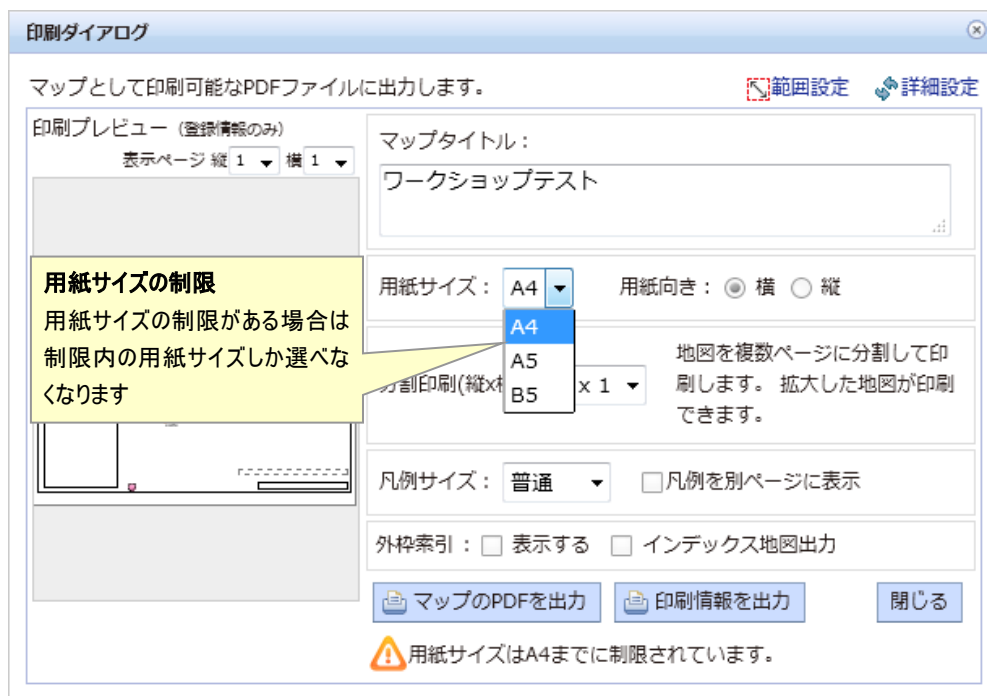 印刷ダイアログ
マップとして印刷可能なPDFファイルに出力します。
範囲設定
詳細設定
印刷プレビュー (登録情報のみ)
表示ページ 縦 1 横 1
マップタイトル：
ワークショップテスト
用紙サイズの制限
用紙サイズの制限がある場合は
制限内の用紙サイズしか選べな
くなります
用紙サイズ： A4
用紙向き： 横 縦
A4
A5
B5
分割印刷(縦x
x 1
地図を複数ページに分割して印
刷します。 拡大した地図が印刷
できます。
凡例サイズ： 普通
凡例を別ページに表示
外枠索引： 表示する インデックス地図出力
マップのPDFを出力
印刷情報を出力
閉じる
用紙サイズはA4までに制限されています。